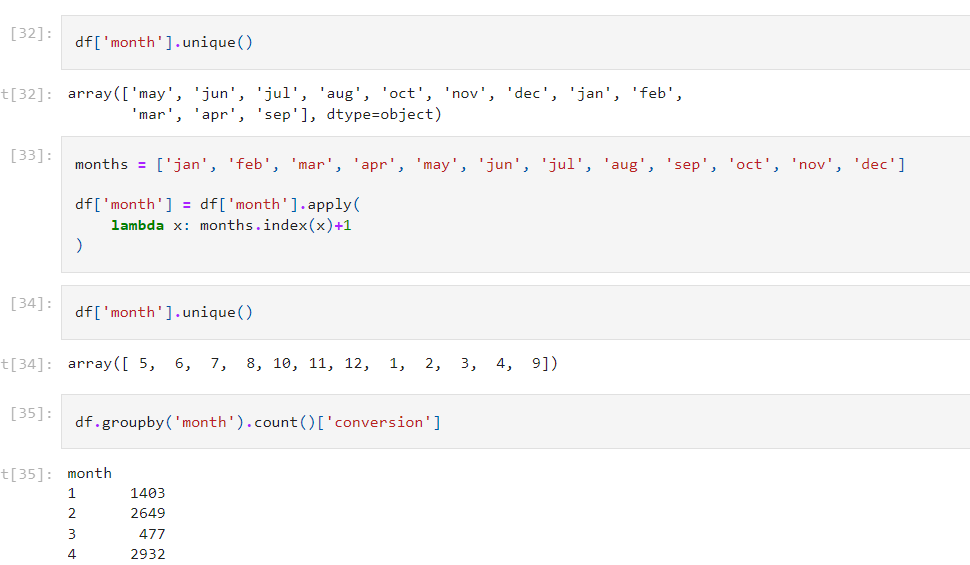 [32]:
df['month'].unique()
t[32]: array(['may', 'jun', 'jul', 'aug', 'oct', 'nov', 'dec', 'jan', 'feb',
'mar', 'apr', 'sep'], dtype=object)
[33]:
months = ['jan', 'feb', 'mar', 'apr', 'may', 'jun', 'jul', 'aug', 'sep', 'oct', 'nov', 'dec']
df['month'] = df['month'].apply(
lambda x: months.index(x)+1
)
[34]:
df['month'].unique()
t[34]: array([ 5, 6, 7, 8, 10, 11, 12, 1, 2, 3, 4, 9])
[35]:
df.groupby('month').count()['conversion']
t[35]: month
1 1403
2 2649
3 477
4 2932